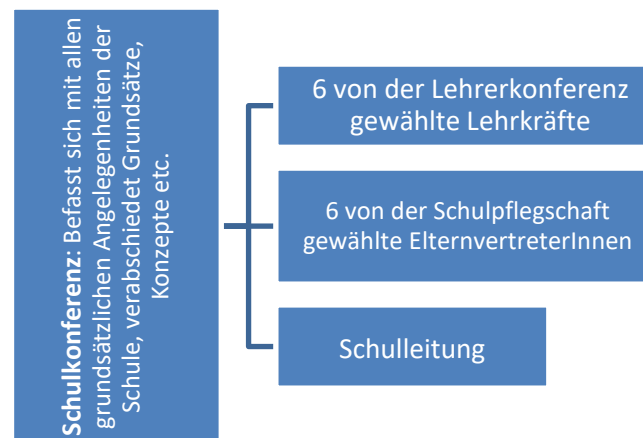 Schulkonferenz: Befasst sich mit allen
grundsätzlichen Angelegenheiten der
Schule, verabschiedet Grundsätze,
Konzepte etc.
6 von der Lehrerkonferenz
gewählte Lehrkräfte
6 von der Schulpflegschaft
gewählte ElternvertreterInnen
Schulleitung